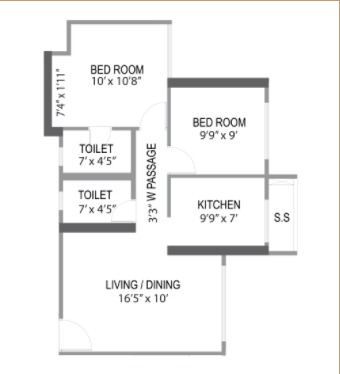 BED ROOM
10' x 10'8"
7'4" x 1'11"
BED ROOM
9'9" x 9'
TOILET
7' x 4'5"
3'3" W PASSAGE
TOILET
7' x 4'5"
KITCHEN
9'9" x 7'
S.S
LIVING / DINING
16'5" x 10'